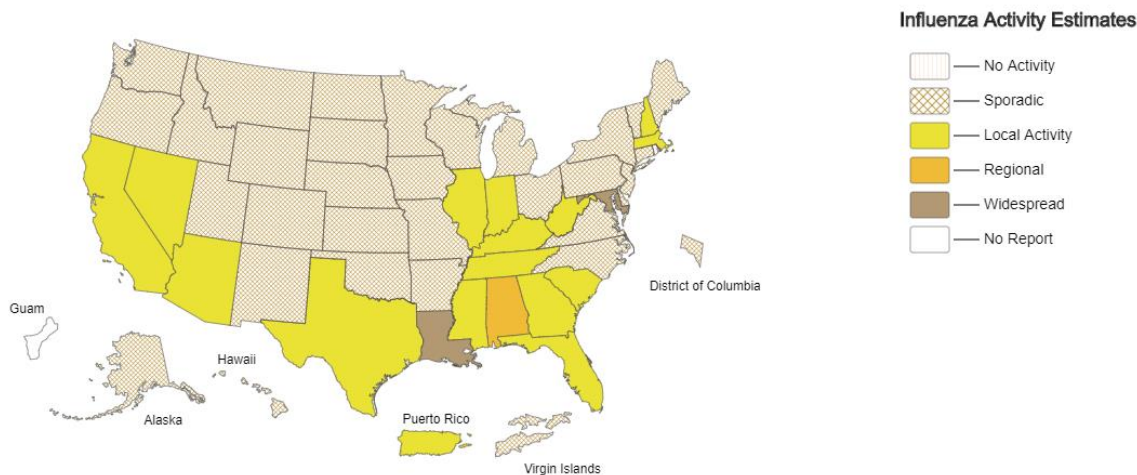 Influenza Activity Estimates
No Activity
Sporadic
Local Activity
Regional
Widespread
No Report
District of Columbia
Guam
Hawaii
Alaska
Puerto Rico
Virgin Islands